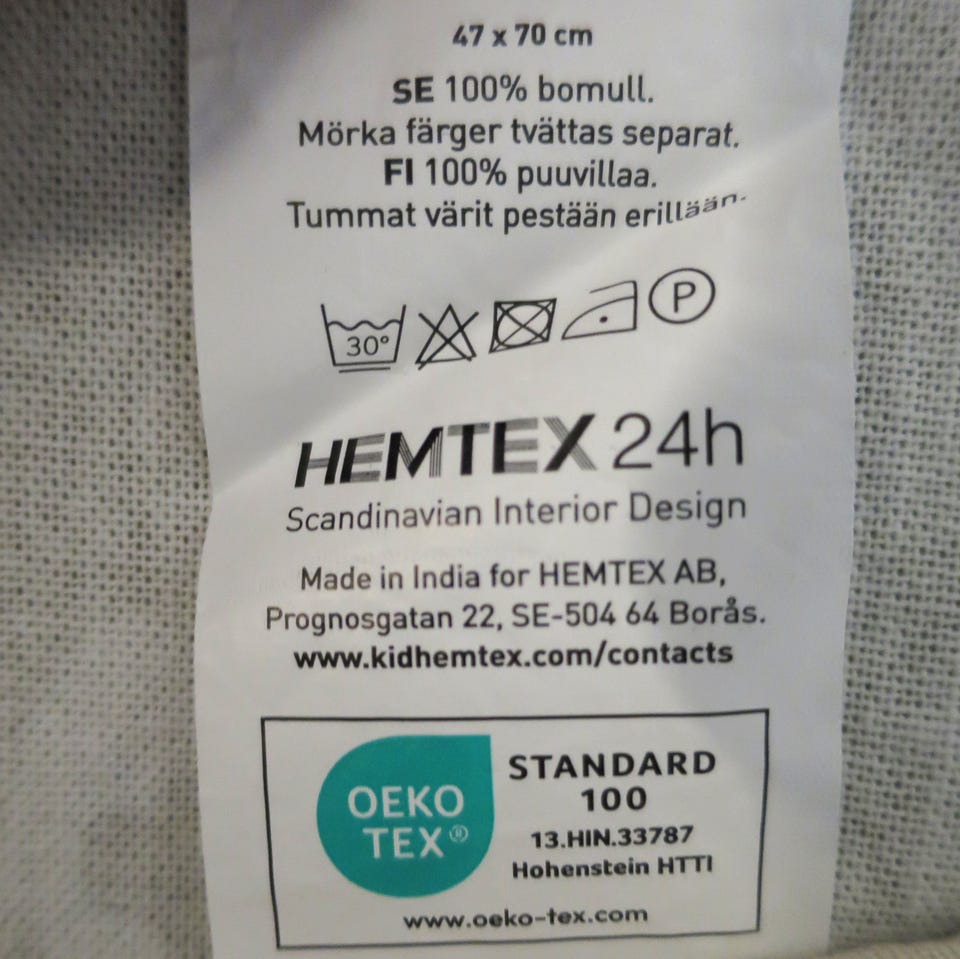 47 x 70 cm
SE 100% bomull.
Mörka färger tvättas separat.
FI 100% puuvillaa.
Tummat värit pestään erillään.
30° P
HEMTEX 24h
Scandinavian Interior Design
Made in India for HEMTEX AB,
Prognosgatan 22, SE-504 64 Borås.
www.kidhemtex.com/contacts
OEKO
TEX®
STANDARD
100
13.HIN.33787
Hohenstein HTTI
www.oeko-tex.com